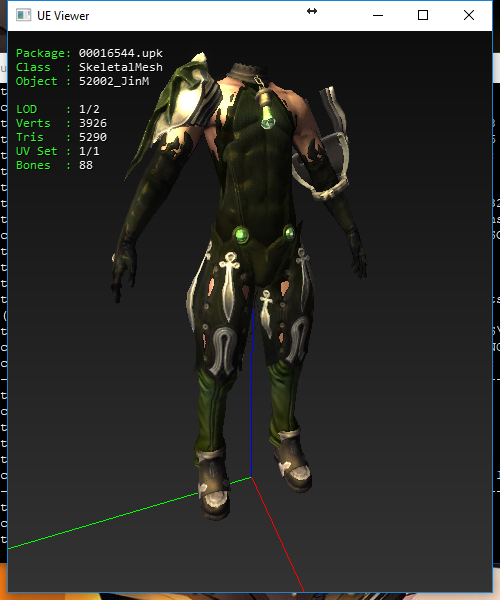 UE Viewer
Package: 00016544.upk
Class  : SkeletalMesh
Object : 52002_JinM
LOD    : 1/2
Verts  : 3926
Tris   : 5290
UV Set : 1/1
Bones  : 88